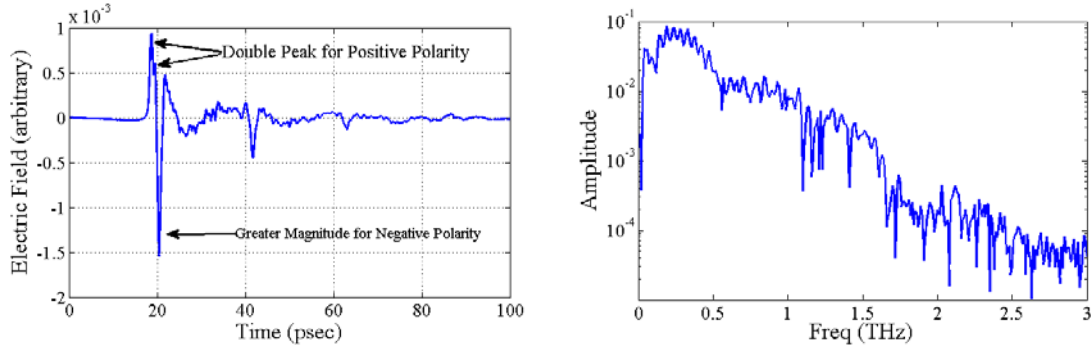 x 10⁻³
1
0.5
0
-0.5
-1
-1.5
-2
Electric Field (arbitrary)
Double Peak for Positive Polarity
Greater Magnitude for Negative Polarity
0 20 40 60 80 100
Time (psec)
10⁻¹
10⁻²
10⁻³
10⁻⁴
Amplitude
0 0.5 1 1.5 2 2.5 3
Freq (THz)